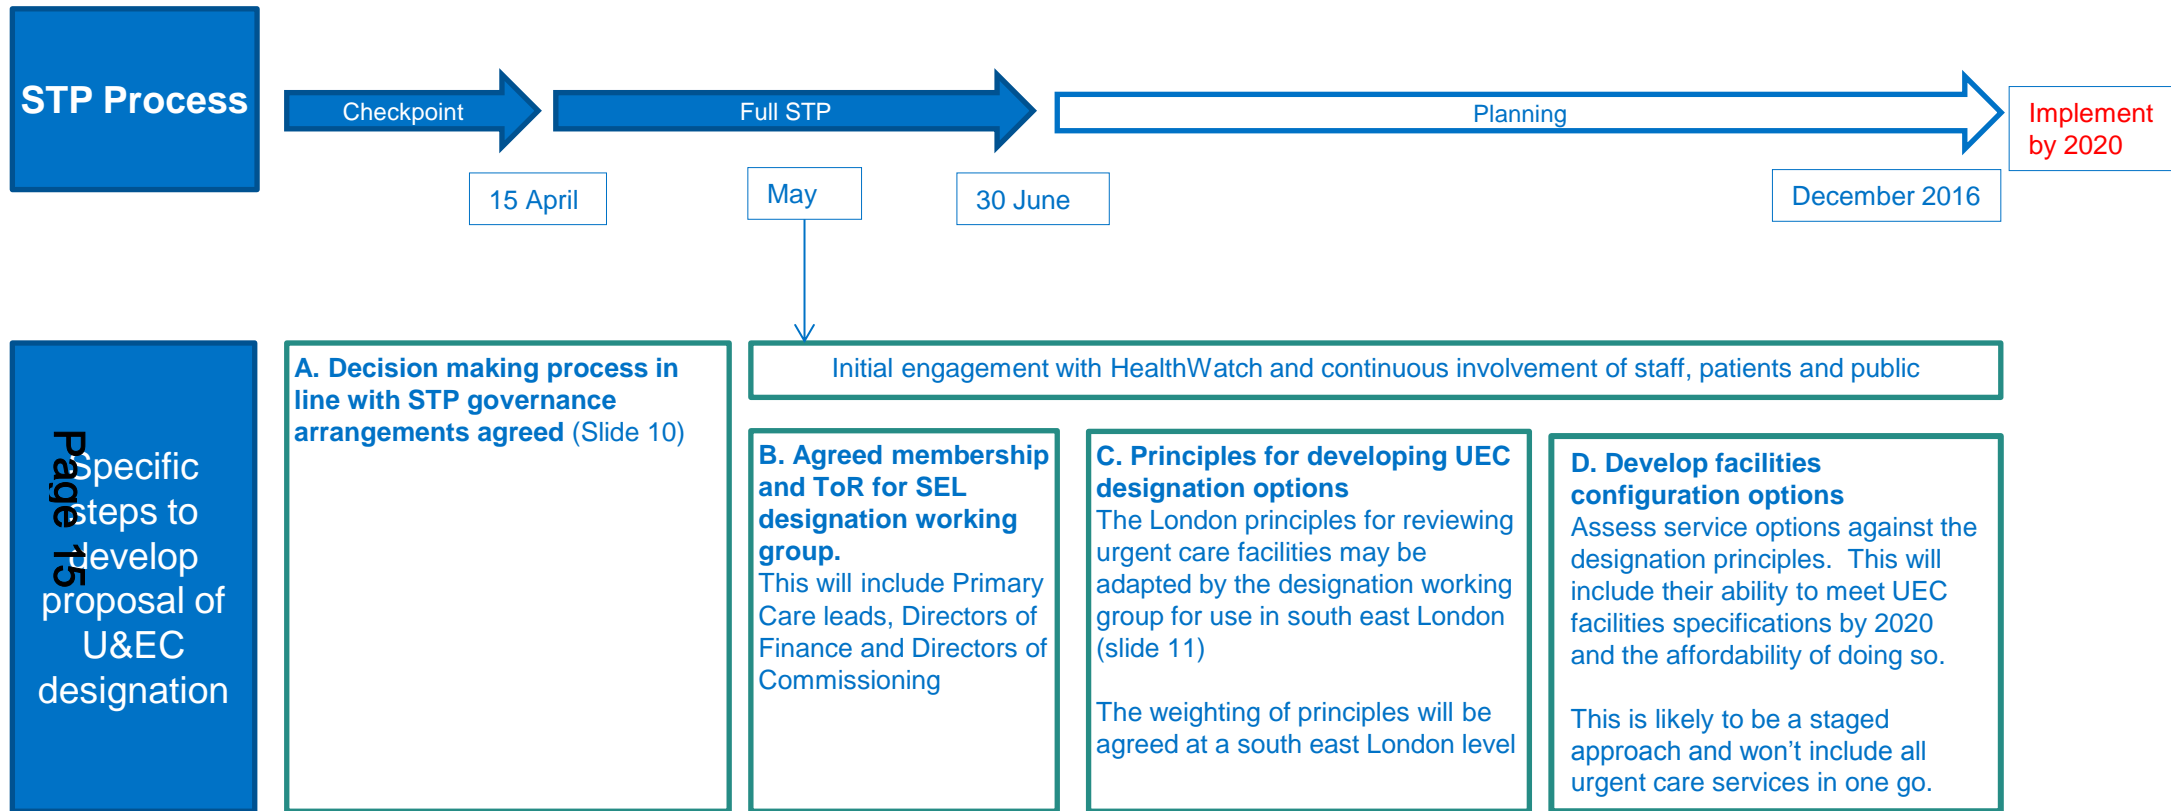 STP Process
Checkpoint
Full STP
Planning
Implement
by 2020
15 April
May
30 June
December 2016
Page 15
Specific
steps to
develop
proposal of
U&EC
designation
A. Decision making process in
line with STP governance
arrangements agreed (Slide 10)
Initial engagement with HealthWatch and continuous involvement of staff, patients and public
B. Agreed membership
and ToR for SEL
designation working
group.
This will include Primary
Care leads, Directors of
Finance and Directors of
Commissioning
C. Principles for developing UEC
designation options
The London principles for reviewing
urgent care facilities may be
adapted by the designation working
group for use in south east London
(slide 11)
The weighting of principles will be
agreed at a south east London level
D. Develop facilities
configuration options
Assess service options against the
designation principles.  This will
include their ability to meet UEC
facilities specifications by 2020
and the affordability of doing so.
This is likely to be a staged
approach and won’t include all
urgent care services in one go.